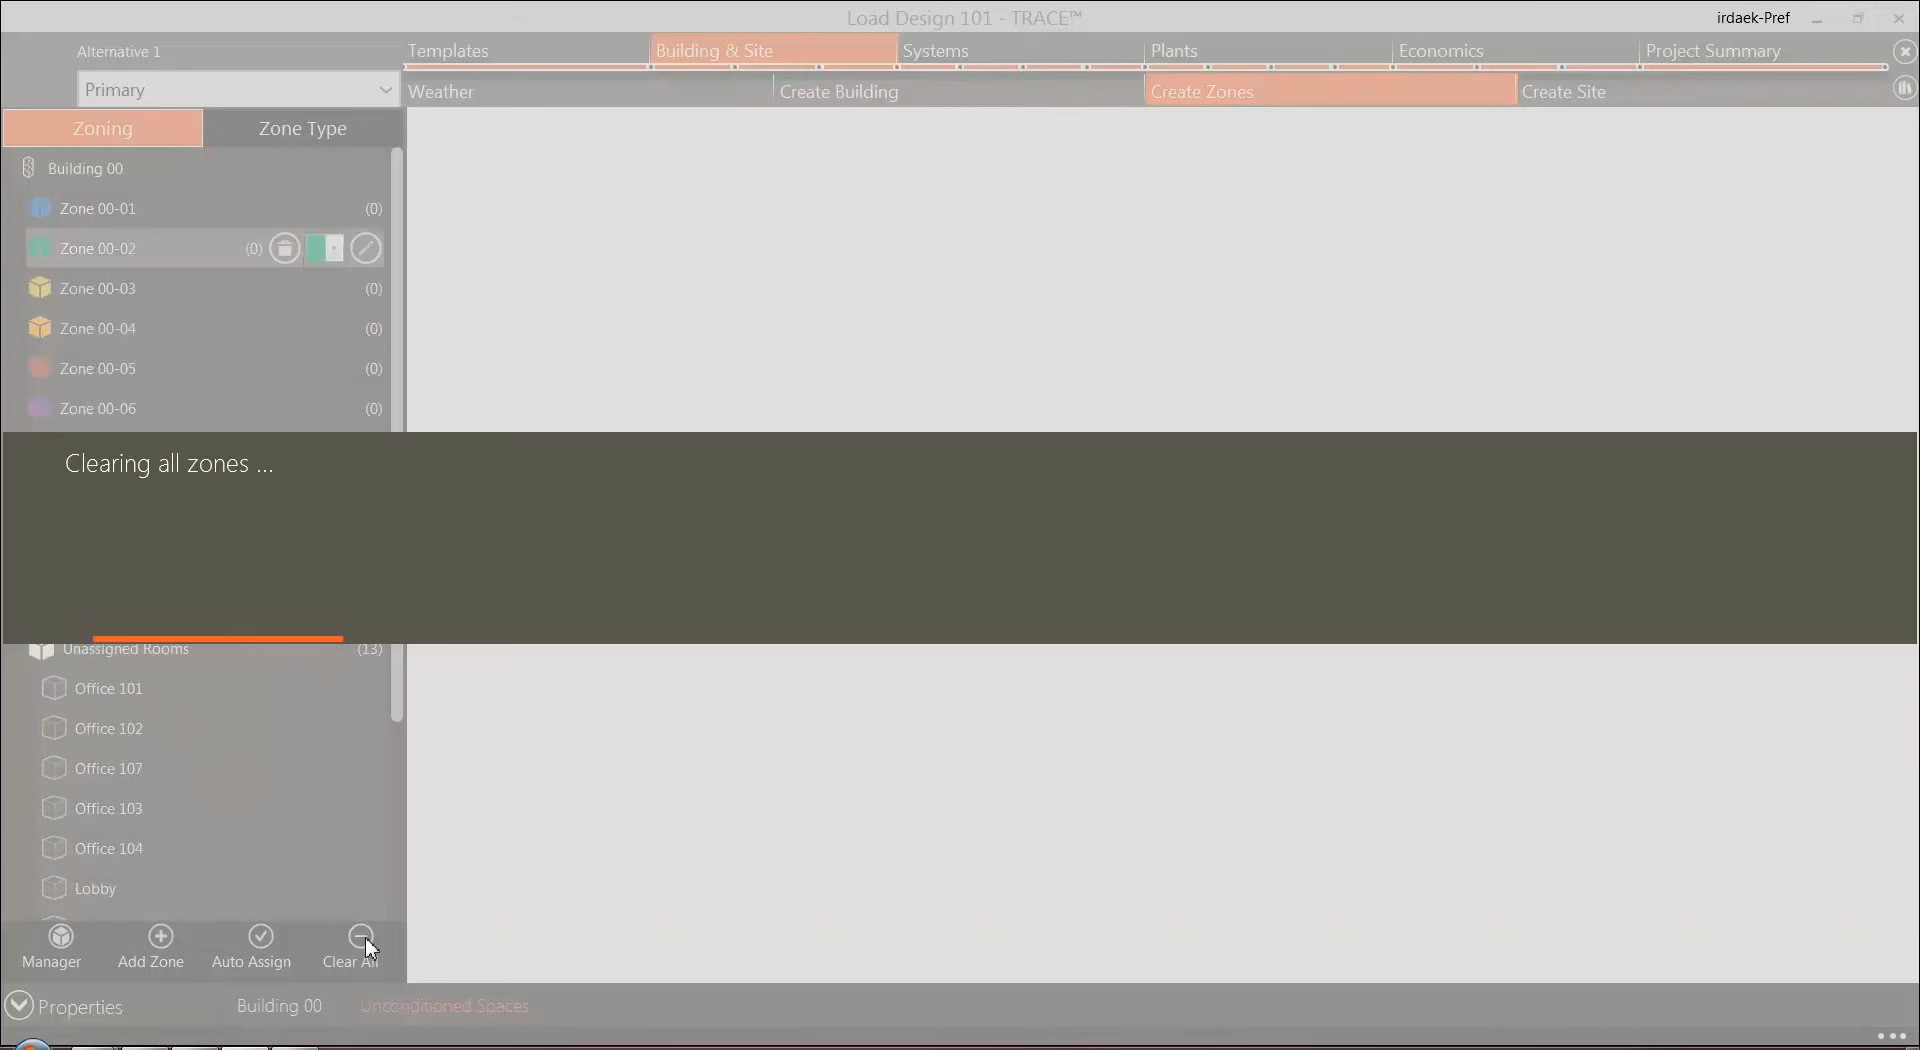 Load Design 101 - TRACE™
irdaek-Pref
Alternative 1
Templates
Building & Site
Systems
Plants
Economics
Project Summary
Primary
Weather
Create Building
Create Zones
Create Site
Zoning
Zone Type
Building 00
Zone 00-01 (0)
Zone 00-02 (0)
Zone 00-03 (0)
Zone 00-04 (0)
Zone 00-05 (0)
Zone 00-06 (0)
Clearing all zones ...
Unassigned Rooms (13)
Office 101
Office 102
Office 107
Office 103
Office 104
Lobby
Manager
Add Zone
Auto Assign
Clear All
Properties
Building 00
Unconditioned Spaces